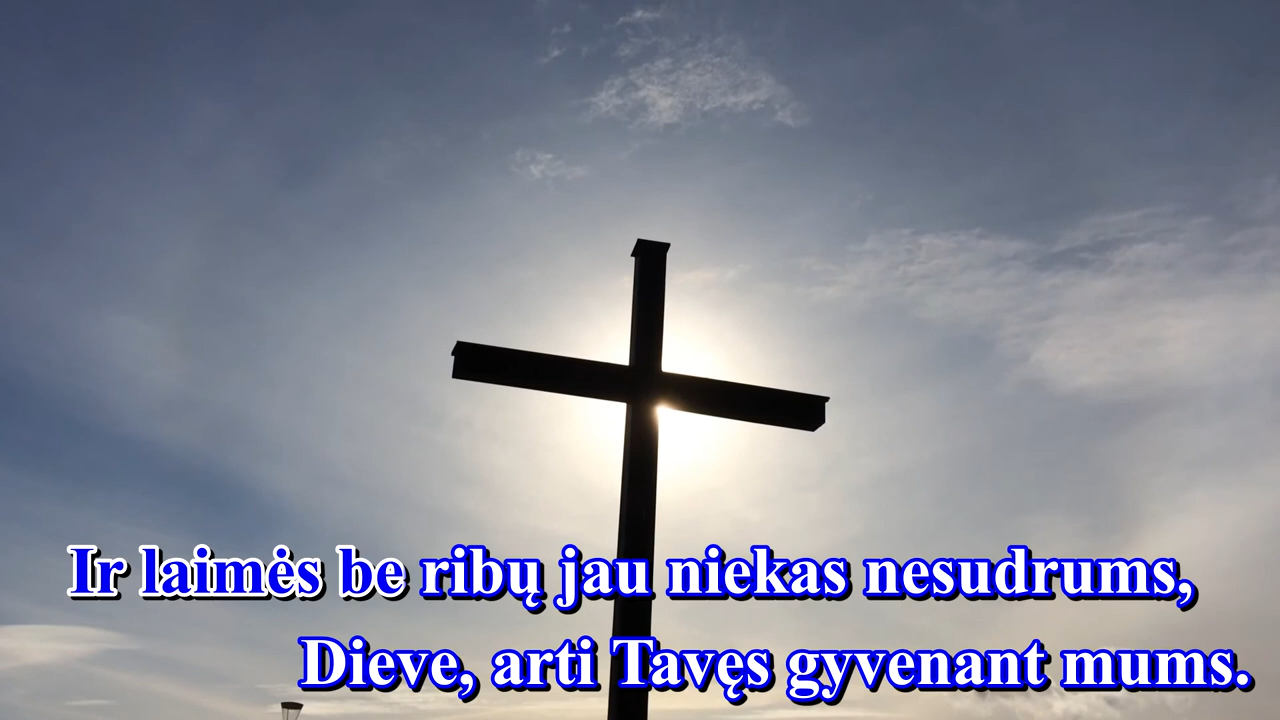 Ir laimės be ribų jau niekas nesudrums,
Dieve, arti Tavęs gyvenant mums.